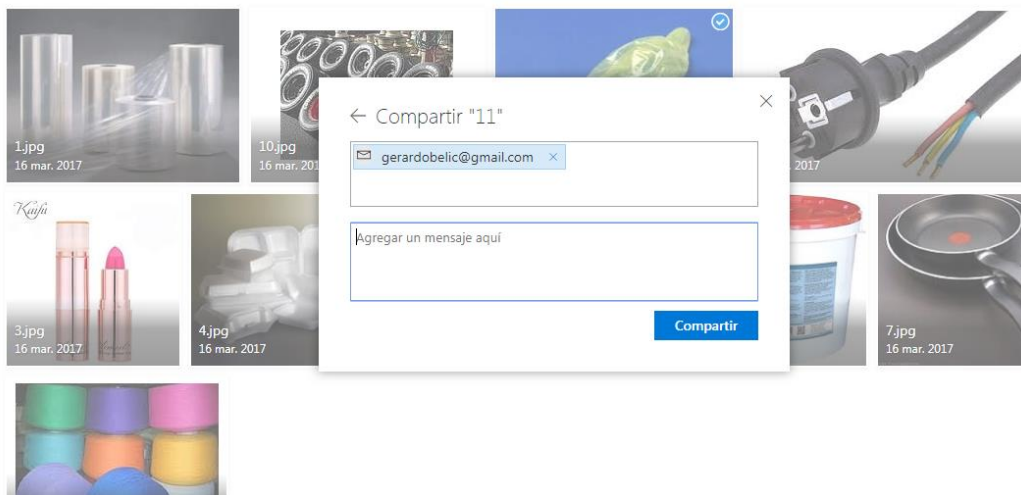 1.jpg
16 mar. 2017
10.jpg
16 mar. 201
2017
Compartir "11"
gerardobelic@gmail.com
Agregar un mensaje aquí
Compartir
Kaifú
3.jpg
16 mar. 2017
4.jpg
16 mar. 2017
7.jpg
16 mar. 2017